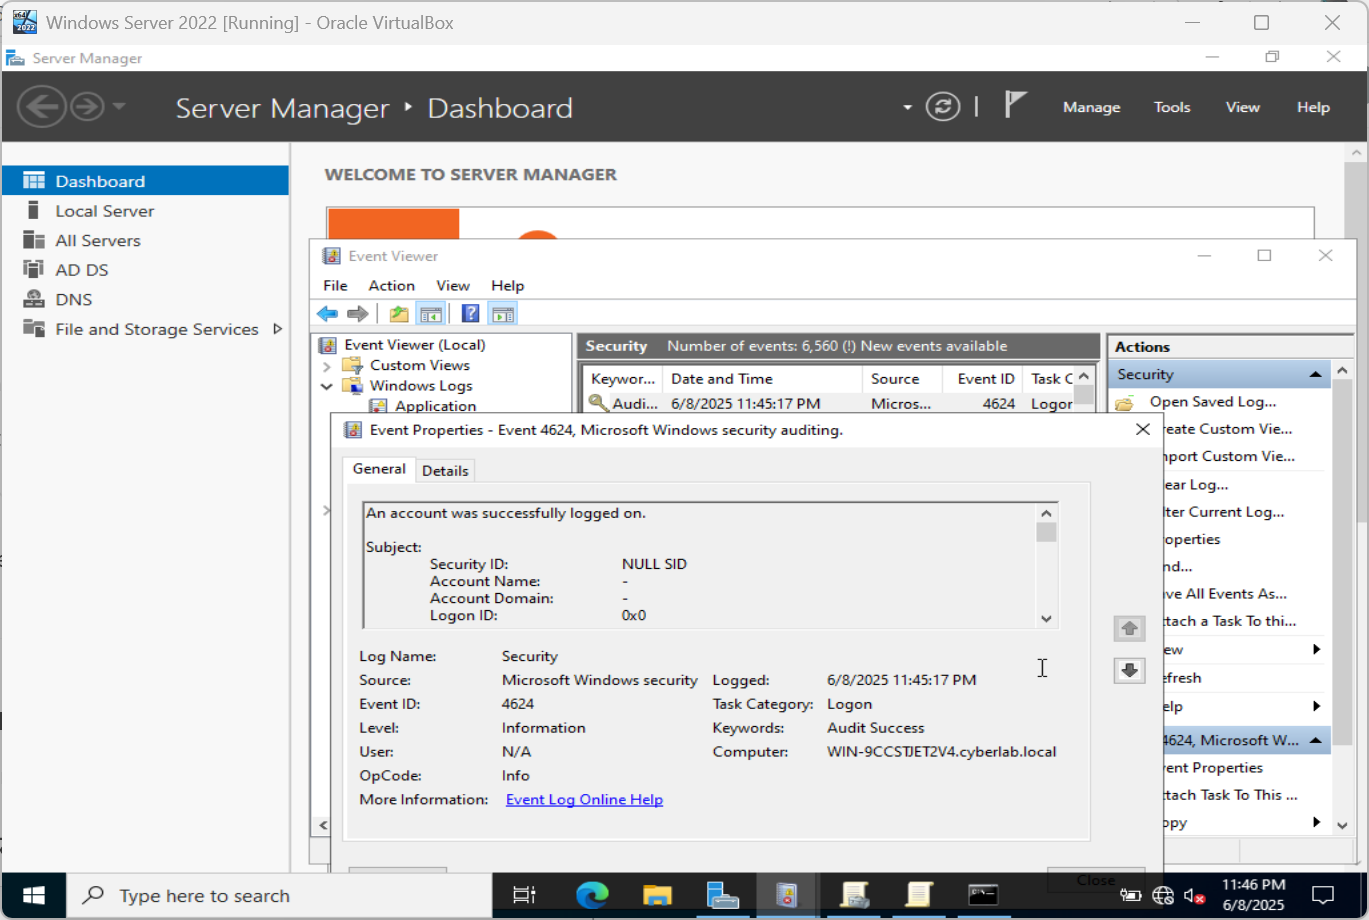 Windows Server 2022 [Running] - Oracle VirtualBox
Server Manager
Server Manager ‣ Dashboard
Manage Tools View Help
Dashboard
Local Server
All Servers
AD DS
DNS
File and Storage Services
WELCOME TO SERVER MANAGER
Event Viewer
File Action View Help
Event Viewer (Local)
Custom Views
Windows Logs
Application
Security Number of events: 6,560 (!) New events available
Keywor... Date and Time Source Event ID Task C
Audi... 6/8/2025 11:45:17 PM Micros... 4624 Logor
Actions
Security
Open Saved Log...
reate Custom Vie...
nport Custom Vie...
ear Log...
lter Current Log...
operties
nd...
ve All Events As...
ttach a Task To thi...
ew
efresh
elp
4624, Microsoft W...
ent Properties
ttach Task To This ...
opy
Event Properties - Event 4624, Microsoft Windows security auditing.
General Details
An account was successfully logged on.
Subject:
Security ID: NULL SID
Account Name: -
Account Domain: -
Logon ID: 0x0
Log Name: Security
Source: Microsoft Windows security Logged: 6/8/2025 11:45:17 PM
Event ID: 4624 Task Category: Logon
Level: Information Keywords: Audit Success
User: N/A Computer: WIN-9CCSTJET2V4.cyberlab.local
OpCode: Info
More Information: Event Log Online Help
Close
Type here to search
11:46 PM
6/8/2025